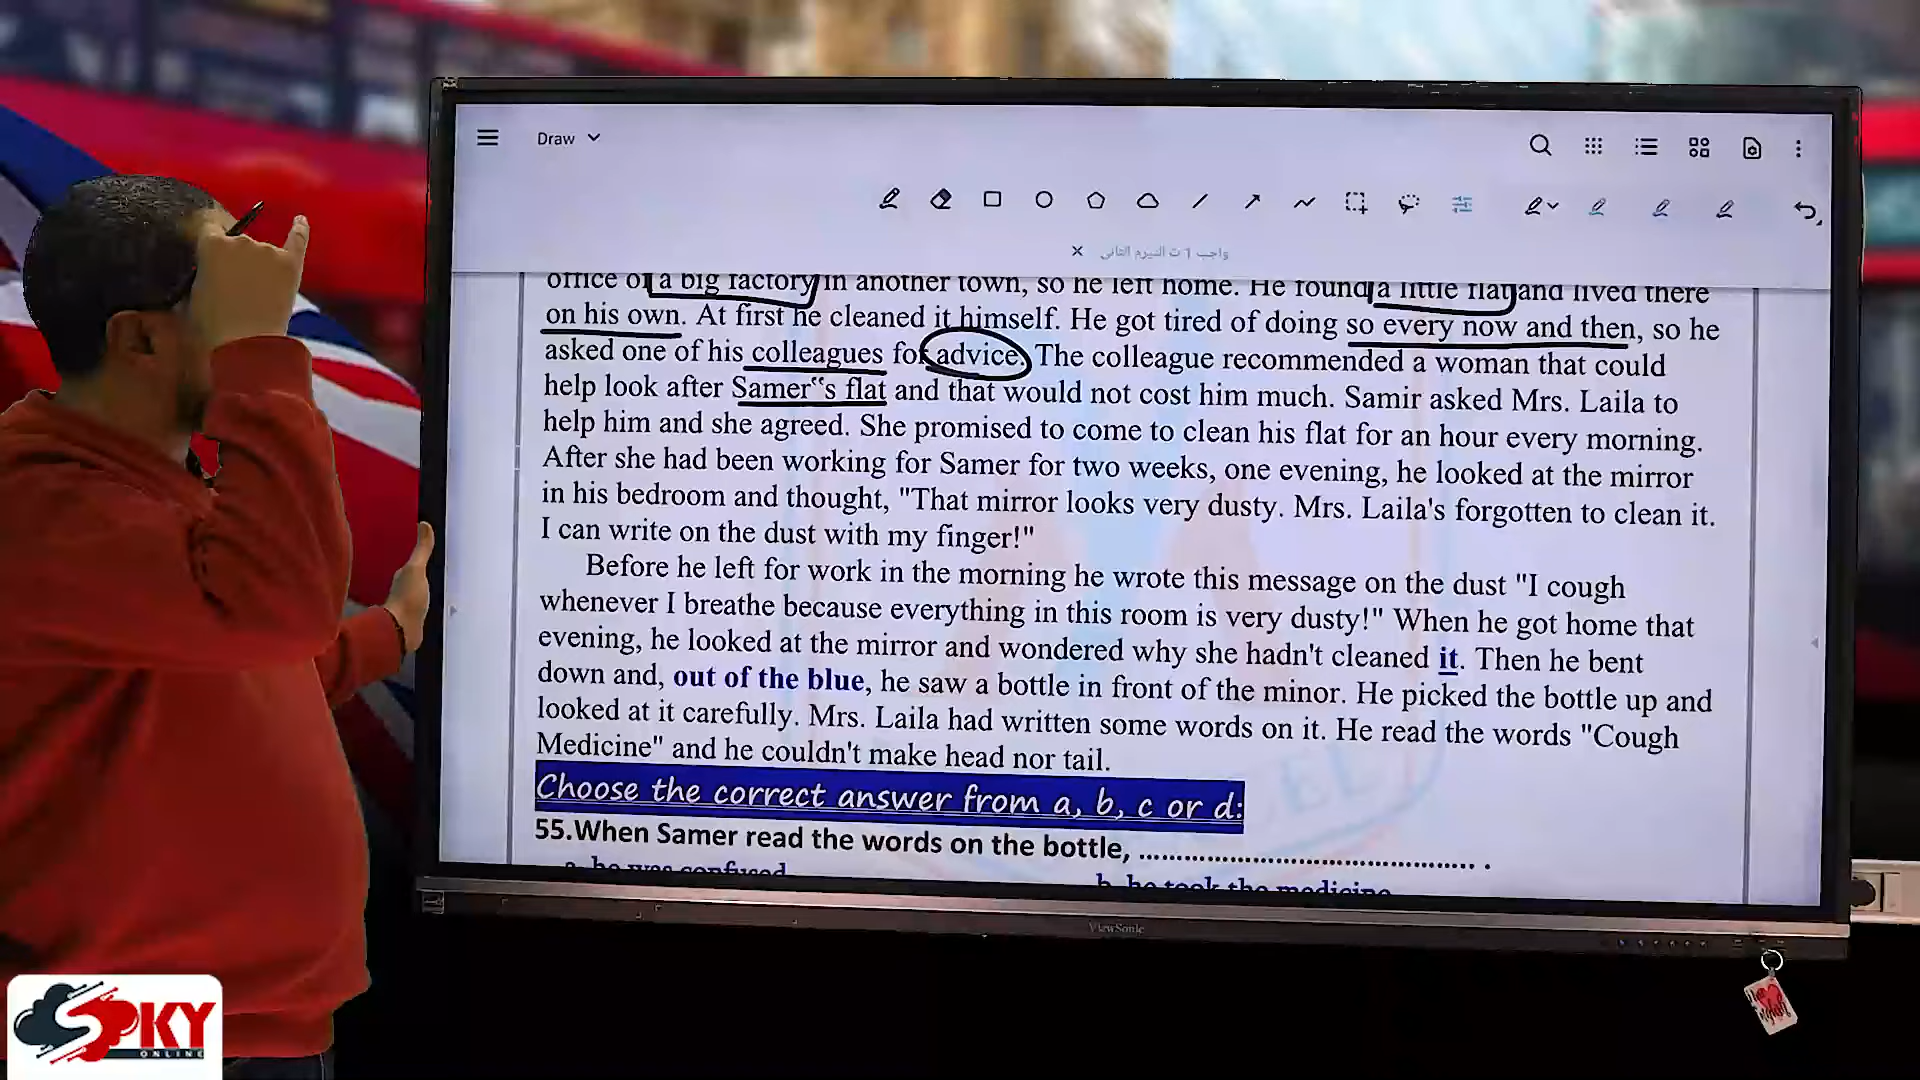 Draw
واجب 1 ث التيرم الثاني
office of a big factory in another town, so he left home. He found a little flat and lived there
on his own. At first he cleaned it himself. He got tired of doing so every now and then, so he
asked one of his colleagues for advice. The colleague recommended a woman that could
help look after Samer"s flat and that would not cost him much. Samir asked Mrs. Laila to
help him and she agreed. She promised to come to clean his flat for an hour every morning.
After she had been working for Samer for two weeks, one evening, he looked at the mirror
in his bedroom and thought, "That mirror looks very dusty. Mrs. Laila's forgotten to clean it.
I can write on the dust with my finger!"
Before he left for work in the morning he wrote this message on the dust "I cough
whenever I breathe because everything in this room is very dusty!" When he got home that
evening, he looked at the mirror and wondered why she hadn't cleaned it. Then he bent
down and, out of the blue, he saw a bottle in front of the minor. He picked the bottle up and
looked at it carefully. Mrs. Laila had written some words on it. He read the words "Cough
Medicine" and he couldn't make head nor tail.
Choose the correct answer from a, b, c or d:
55.When Samer read the words on the bottle, ................................................ .
a- he was confused
b. he took the medicine
ViewSonic
SPKY
ONLINE